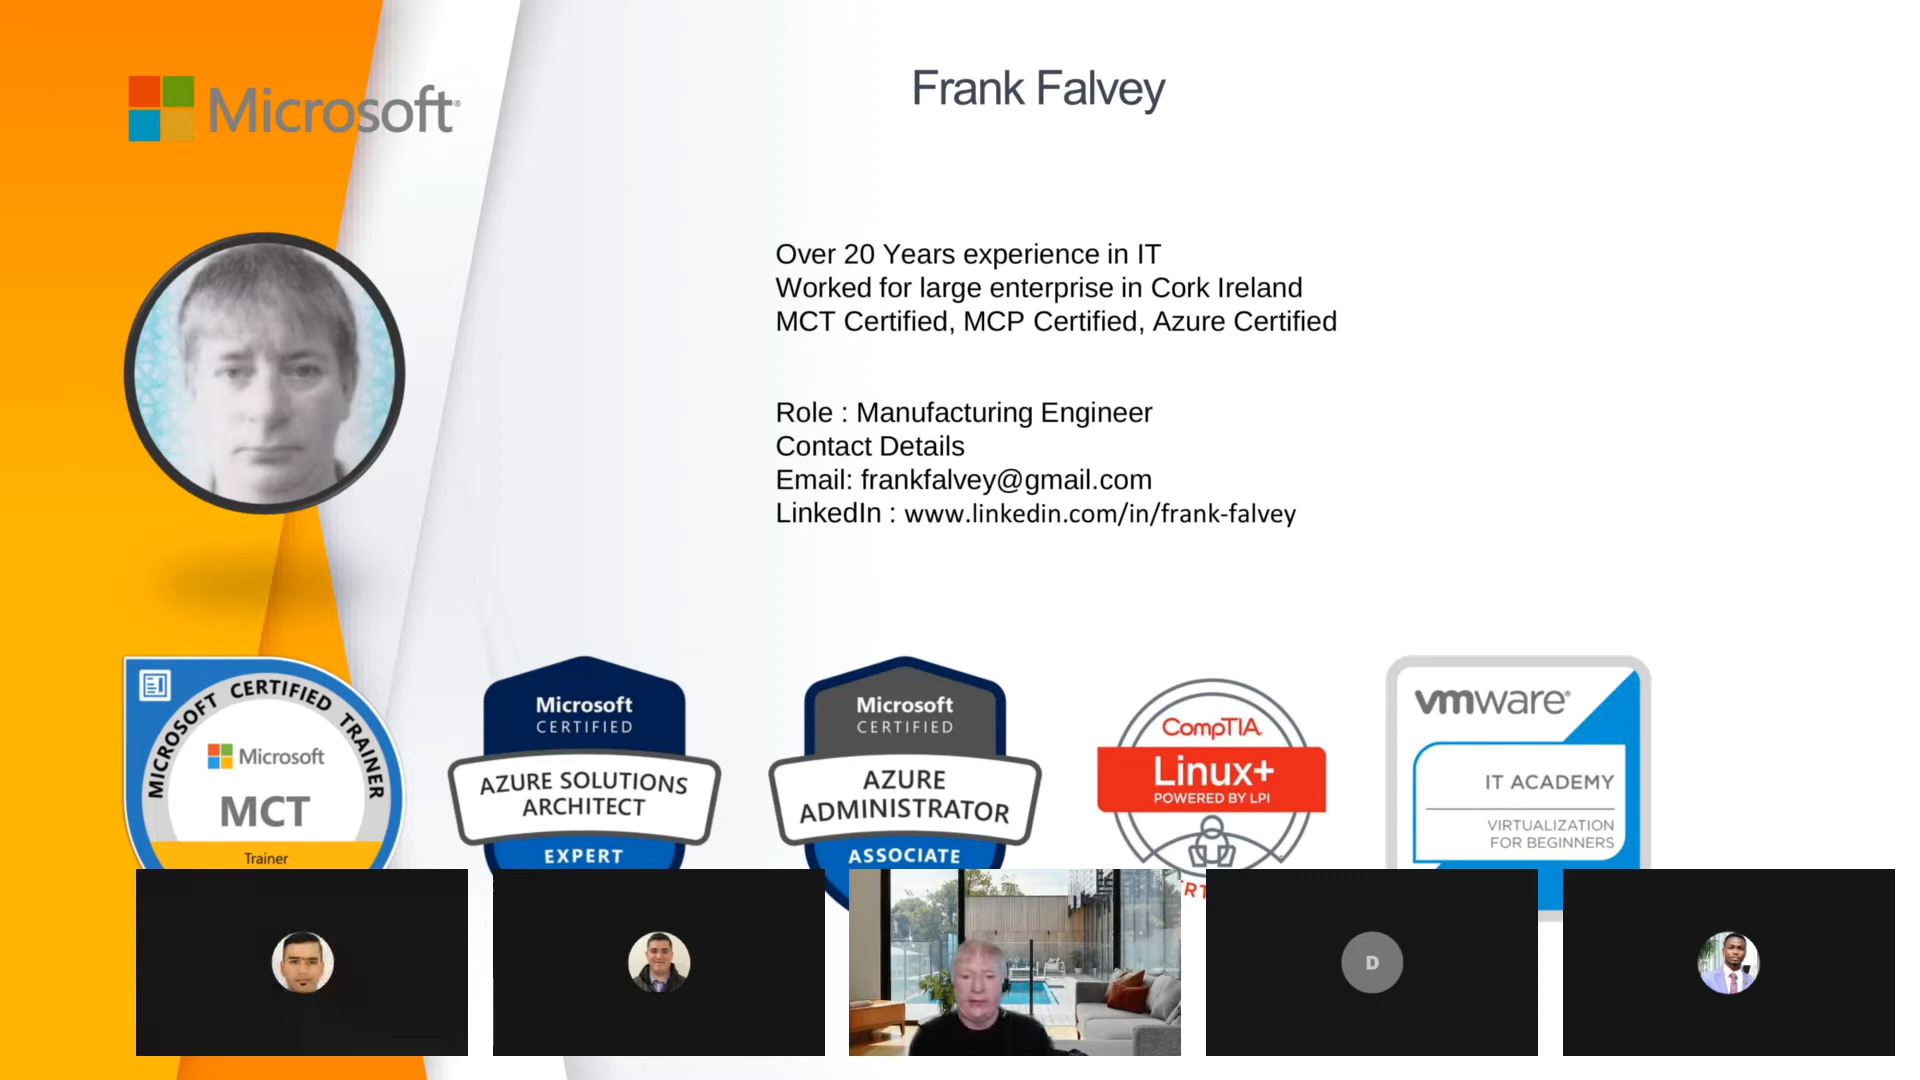 Microsoft
Frank Falvey
Over 20 Years experience in IT
Worked for large enterprise in Cork Ireland
MCT Certified, MCP Certified, Azure Certified
Role : Manufacturing Engineer
Contact Details
Email: frankfalvey@gmail.com
LinkedIn : www.linkedin.com/in/frank-falvey
MICROSOFT CERTIFIED TRAINER
Microsoft
MCT
Trainer
Microsoft
CERTIFIED
AZURE SOLUTIONS
ARCHITECT
EXPERT
Microsoft
CERTIFIED
AZURE
ADMINISTRATOR
ASSOCIATE
CompTIA
Linux+
POWERED BY LPI
vmware
IT ACADEMY
VIRTUALIZATION
FOR BEGINNERS
D